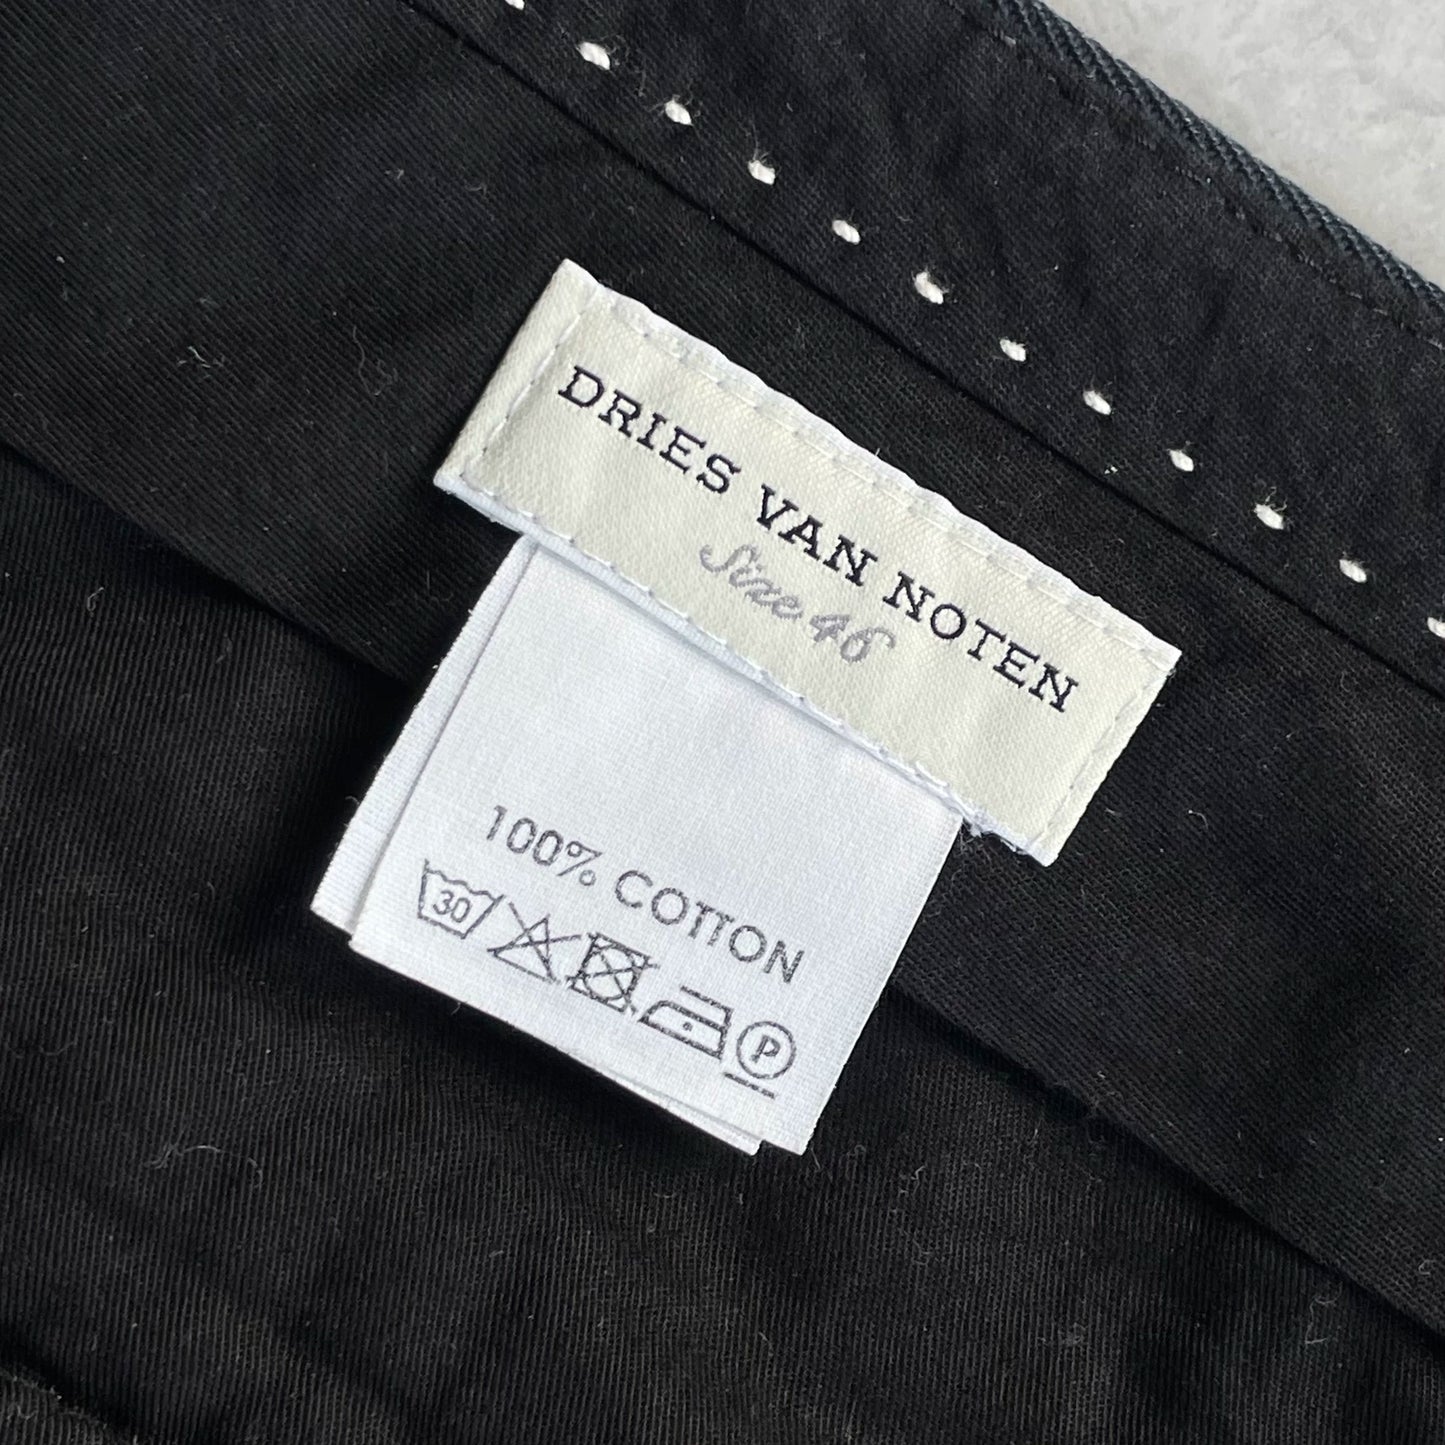 DRIES VAN NOTEN
Size 46
100% COTTON
30
P